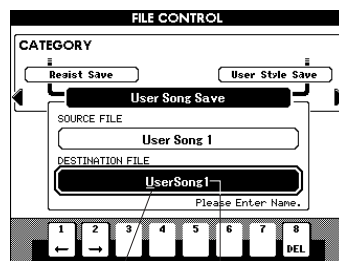 FILE CONTROL
CATEGORY
Regist Save
User Style Save
User Song Save
SOURCE FILE
User Song 1
DESTINATION FILE
UserSong1
Please Enter Name.
1 2 3 4 5 6 7 8
← → DEL